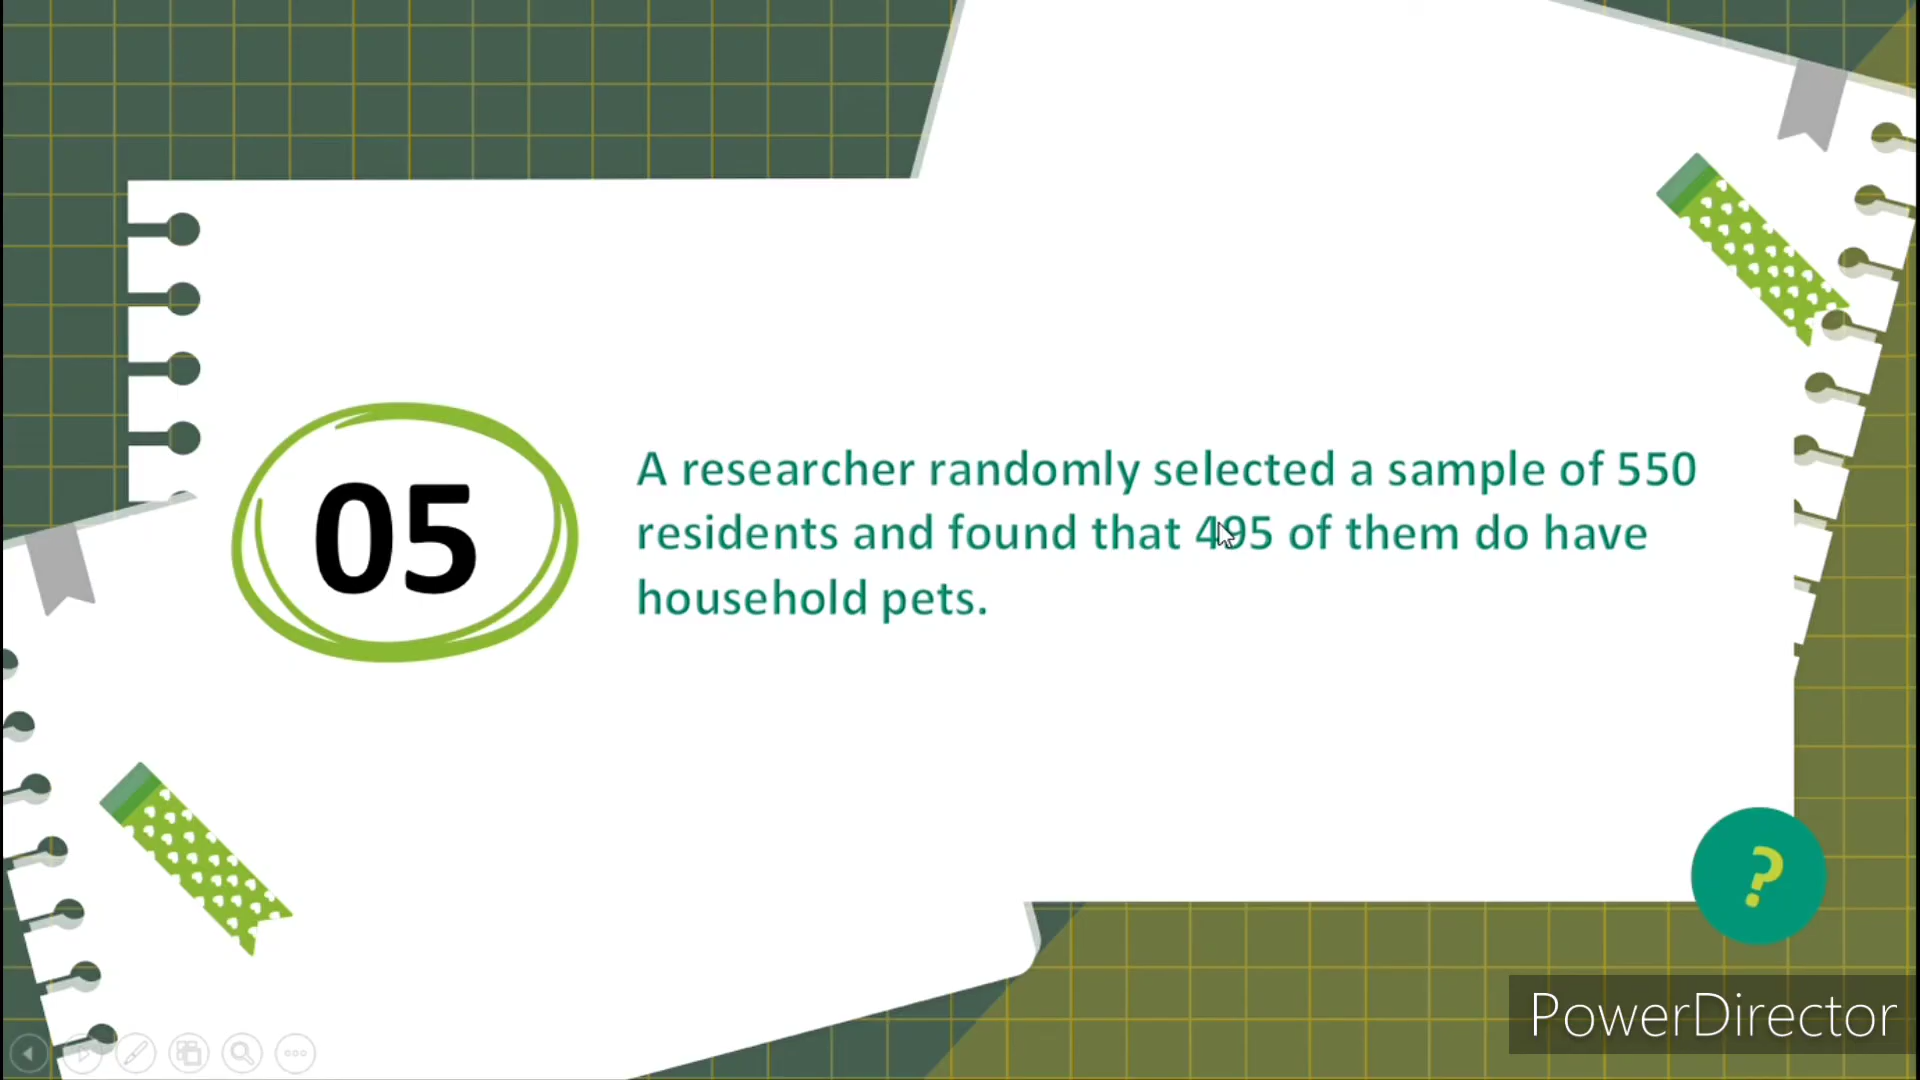 05
A researcher randomly selected a sample of 550
residents and found that 495 of them do have
household pets.
?
PowerDirector